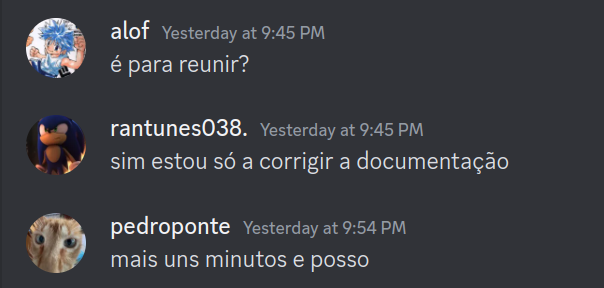 alof Yesterday at 9:45 PM
é para reunir?
rantunes038. Yesterday at 9:45 PM
sim estou só a corrigir a documentação
pedroponte Yesterday at 9:54 PM
mais uns minutos e posso